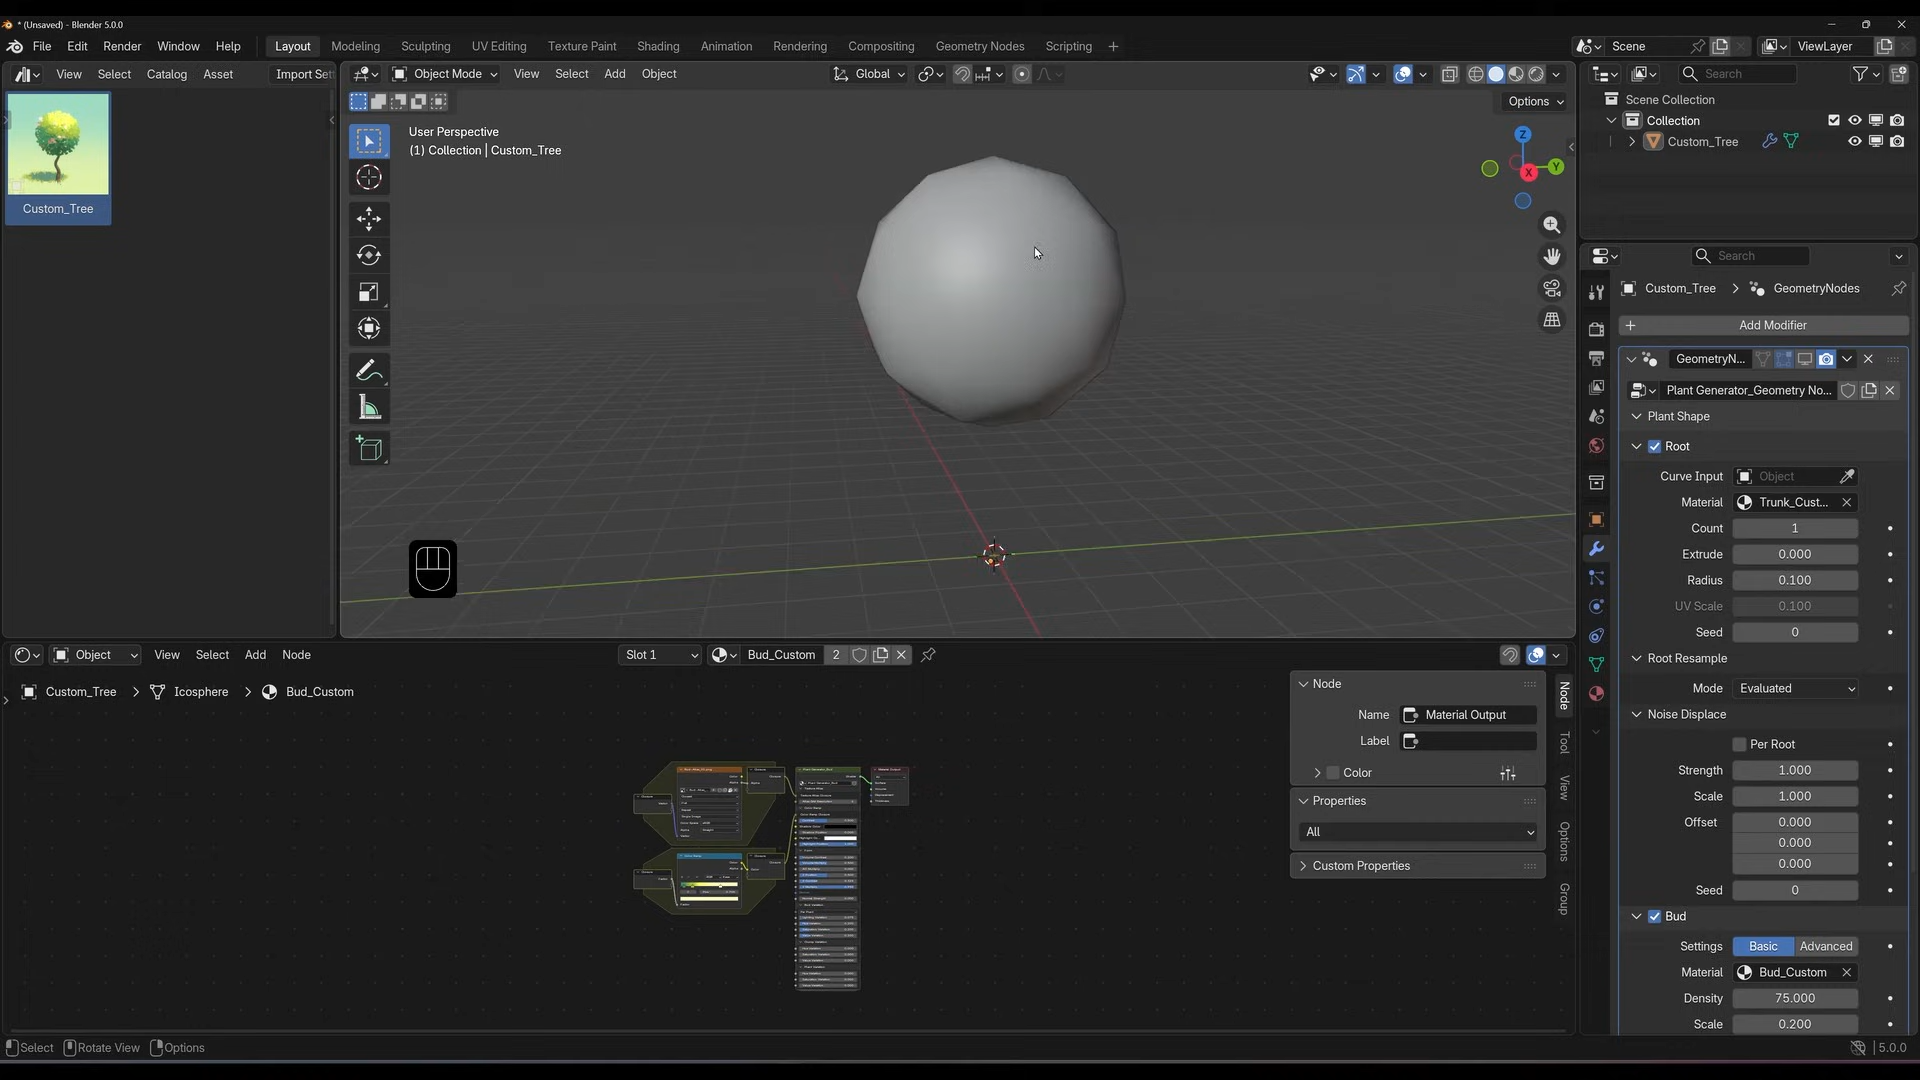 * (Unsaved) - Blender 5.0.0
File Edit Render Window Help
Layout Modeling Sculpting UV Editing Texture Paint Shading Animation Rendering Compositing Geometry Nodes Scripting
Scene
ViewLayer
View Select Catalog Asset Import Set
Object Mode View Select Add Object
Global
Search
Options
Custom_Tree
User Perspective
(1) Collection | Custom_Tree
Z
Y
X
Scene Collection
Collection
Custom_Tree
Search
Custom_Tree > GeometryNodes
Add Modifier
GeometryN...
Plant Generator_Geometry No...
Plant Shape
Root
Curve Input Object
Material Trunk_Cust...
Count 1
Extrude 0.000
Radius 0.100
UV Scale 0.100
Seed 0
Root Resample
Mode Evaluated
Noise Displace
Per Root
Strength 1.000
Scale 1.000
Offset 0.000
0.000
0.000
Seed 0
Bud
Settings Basic Advanced
Material Bud_Custom
Density 75.000
Scale 0.200
Object View Select Add Node
Slot 1
Bud_Custom 2
Custom_Tree > Icosphere > Bud_Custom
Node
Name Material Output
Label
Color
Properties
All
Custom Properties
Node
Tool
View
Options
Group
Select Rotate View Options
5.0.0